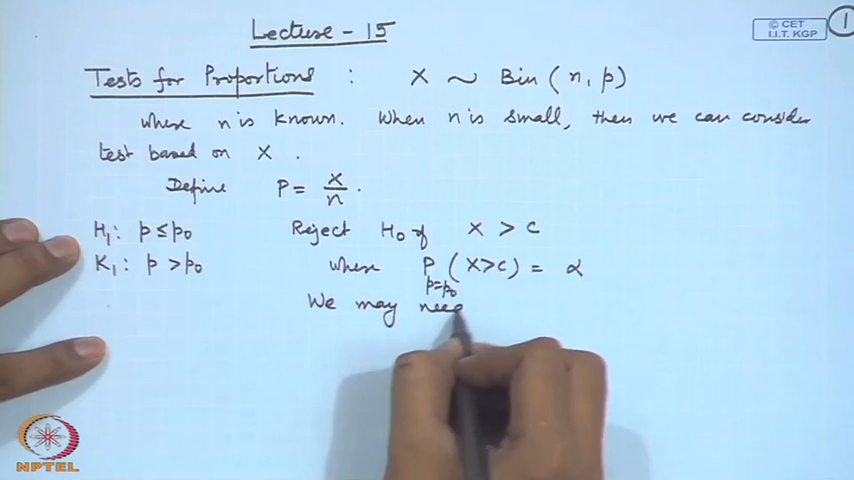 Lecture - 15
© CET
I.I.T. KGP
1
Tests for Proportions : X ~ Bin (n, p)
where n is known. When n is small, then we can consider
test based on X .
Define P = X/n .
H₁: p ≤ p₀ Reject H₀ if X > c
K₁: p > p₀ where P (X>c) = α
p=p₀
We may nee
NPTEL